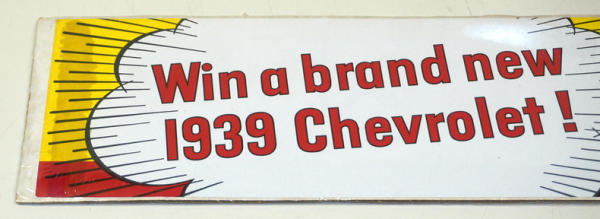 Win a brand new
1939 Chevrolet!